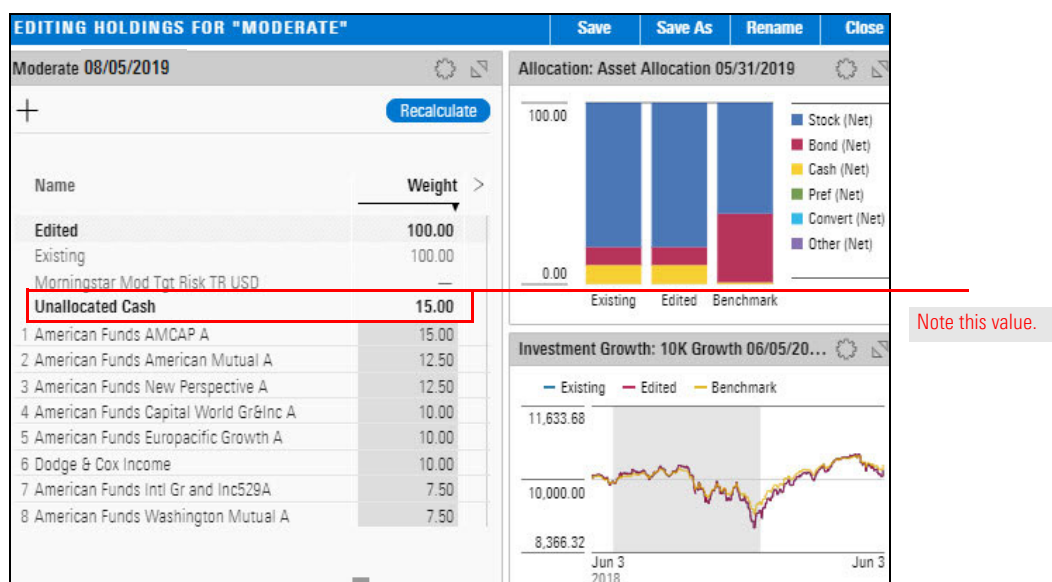 EDITING HOLDINGS FOR "MODERATE"
Save
Save As
Rename
Close
Moderate 08/05/2019
Recalculate
Name
Weight >
Edited 100.00
Existing 100.00
Morningstar Mod Tgt Risk TR USD —
Unallocated Cash 15.00
1 American Funds AMCAP A 15.00
2 American Funds American Mutual A 12.50
3 American Funds New Perspective A 12.50
4 American Funds Capital World Gr&Inc A 10.00
5 American Funds Europacific Growth A 10.00
6 Dodge & Cox Income 10.00
7 American Funds Intl Gr and Inc529A 7.50
8 American Funds Washington Mutual A 7.50
Allocation: Asset Allocation 05/31/2019
100.00
0.00
Existing
Edited
Benchmark
Stock (Net)
Bond (Net)
Cash (Net)
Pref (Net)
Convert (Net)
Other (Net)
Note this value.
Investment Growth: 10K Growth 06/05/20...
Existing
Edited
Benchmark
11,633.68
10,000.00
8,366.32
Jun 3
2018
Jun 3